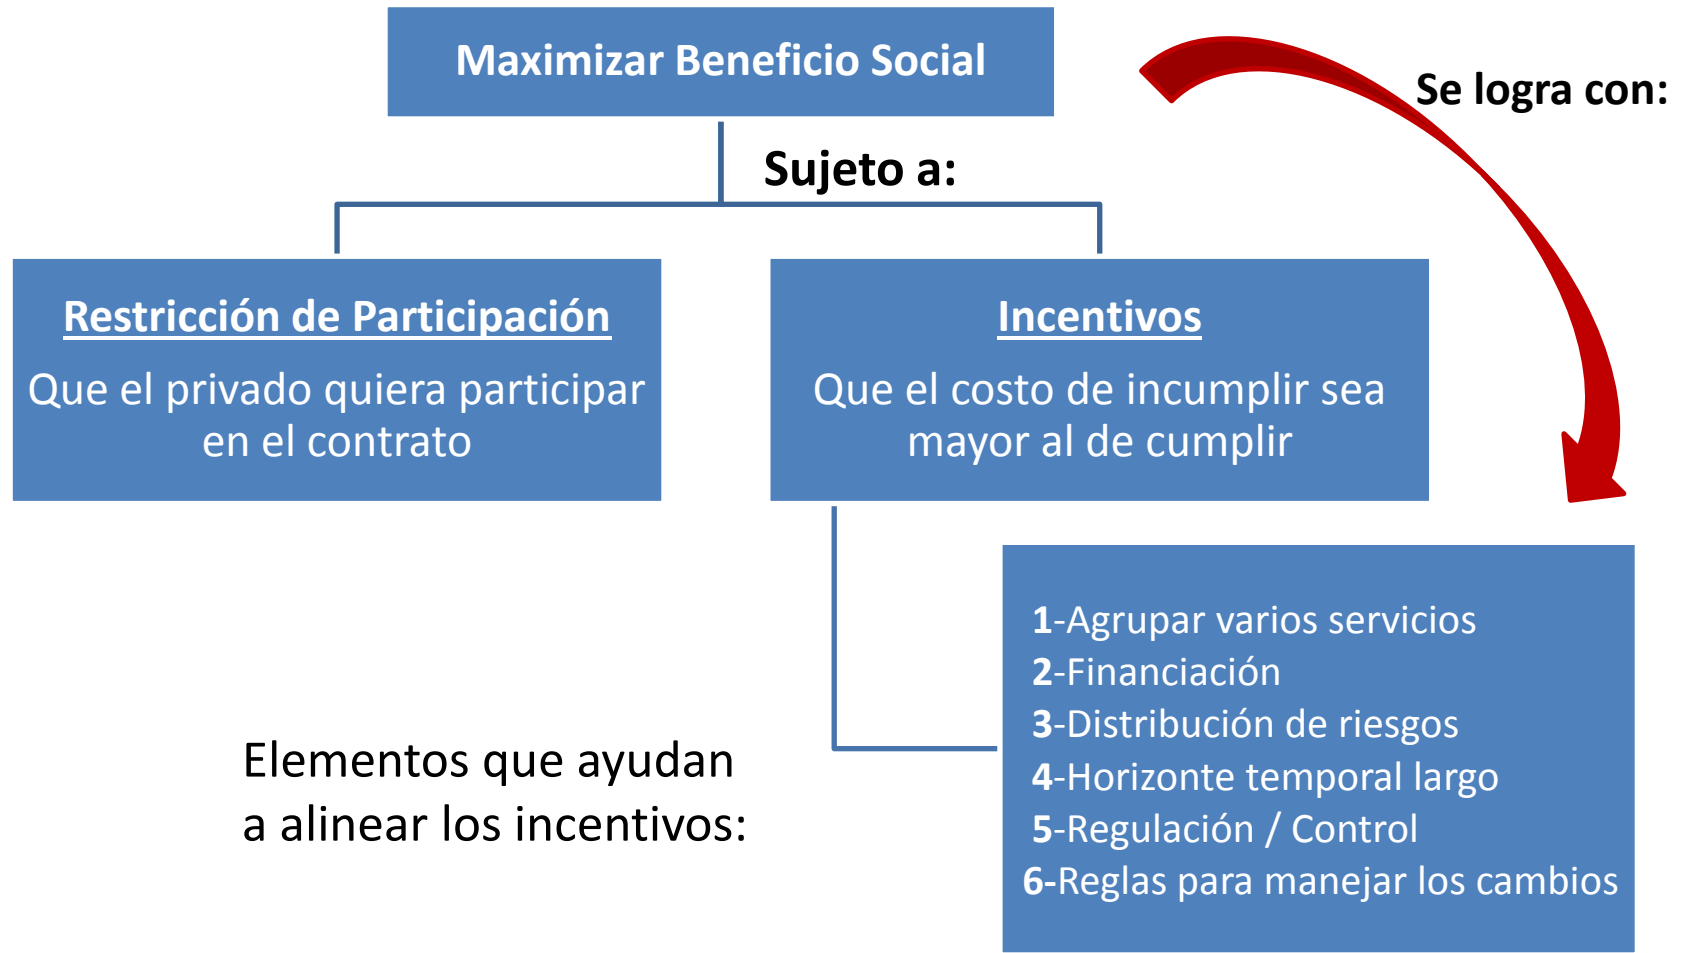 Maximizar Beneficio Social
Se logra con:
Sujeto a:
Restricción de Participación
Que el privado quiera participar
en el contrato
Incentivos
Que el costo de incumplir sea
mayor al de cumplir
Elementos que ayudan
a alinear los incentivos:
1-Agrupar varios servicios
2-Financiación
3-Distribución de riesgos
4-Horizonte temporal largo
5-Regulación / Control
6-Reglas para manejar los cambios